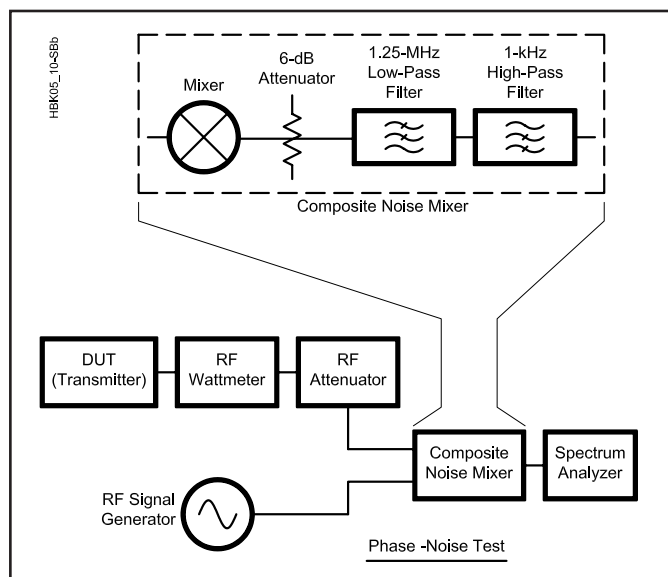 HBK05_10-SBb
Mixer
6-dB
Attenuator
1.25-MHz
Low-Pass
Filter
1-kHz
High-Pass
Filter
Composite Noise Mixer
DUT
(Transmitter)
RF
Wattmeter
RF
Attenuator
Composite
Noise Mixer
Spectrum
Analyzer
RF Signal
Generator
Phase -Noise Test